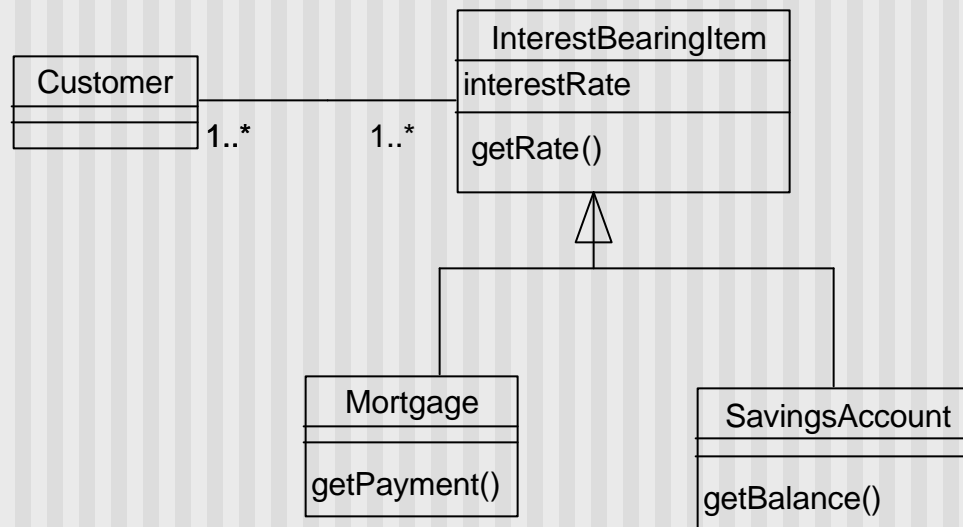 InterestBearingItem
Customer
interestRate
1..* 1..*
getRate()
Mortgage
SavingsAccount
getPayment()
getBalance()